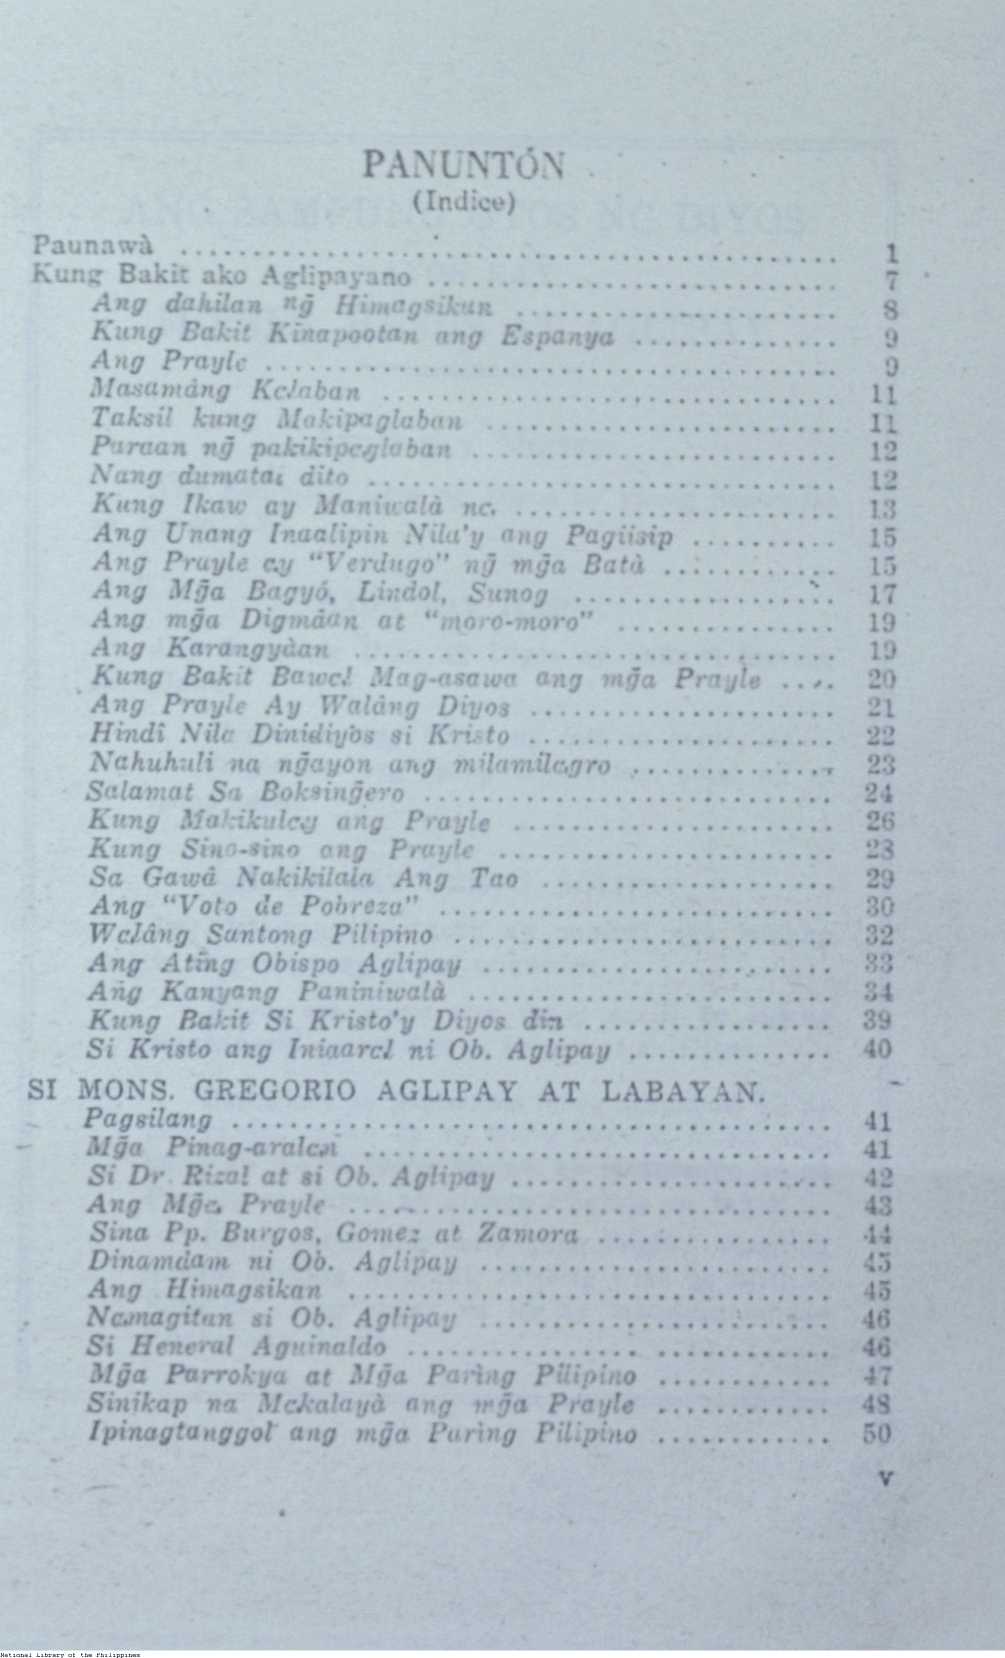 PANUNTÓN
(Indice)
Paunawà ........................................ 1
Kung Bakit ako Aglipayano ........................... 7
Ang dahilan ng̃ Himagsikan ...................... 8
Kung Bakit Kinapootan ang Espanya .............. 9
Ang Prayle ....................................... 9
Masamâng Kalaban ............................... 11
Taksil kung Makipaglaban ........................ 11
Paraan ng̃ pakikipaglaban ......................... 12
Nang dumatal dito ................................ 12
Kung Ikaw ay Maniwalà na ...................... 13
Ang Unang Inaalipin Nila'y ang Pagiisip .......... 15
Ang Prayle ay “Verdugo” ng̃ mg̃a Batà ............ 15
Ang Mg̃a Bagyó, Lindol, Sunog .................. 17
Ang mg̃a Digmâan at “moro-moro” ............... 19
Ang Karangyàan ................................. 19
Kung Bakit Bawal Mag-asawa ang mg̃a Prayle .... 20
Ang Prayle Ay Walâng Diyos ..................... 21
Hindî Nila Dinidiyos si Kristo ..................... 22
Nahuhuli na ng̃ayon ang milamilagro .............. 23
Salamat Sa Boksing̃ero ............................ 24
Kung Makikulay ang Prayle ...................... 26
Kung Sino-sino ang Prayle ....................... 28
Sa Gawâ Nakikilala Ang Tao .................... 29
Ang “Voto de Pobreza” ........................... 30
Walâng Santong Pilipino .......................... 32
Ang Ating Obispo Aglipay ........................ 33
Ang Kanyang Paniniwalà ......................... 34
Kung Bakit Si Kristo'y Diyos din ................. 39
Si Kristo ang Iniaaral ni Ob. Aglipay .............. 40
SI MONS. GREGORIO AGLIPAY AT LABAYAN.
Pagsilang ......................................... 41
Mg̃a Pinag-aralan ................................ 41
Si Dr. Rizal at si Ob. Aglipay ...................... 42
Ang Mg̃a Prayle ................................. 43
Sina Pp. Burgos, Gomez at Zamora ................ 44
Dinamdam ni Ob. Aglipay ........................ 45
Ang Himagsikan ................................. 45
Namagitan si Ob. Aglipay ........................ 46
Si Heneral Aguinaldo ............................. 46
Mg̃a Parrokya at Mg̃a Paring Pilipino ............ 47
Sinikap na Makalayà ang mg̃a Prayle ............ 48
Ipinagtanggol ang mg̃a Paring Pilipino ............ 50
v
National Library of the Philippines